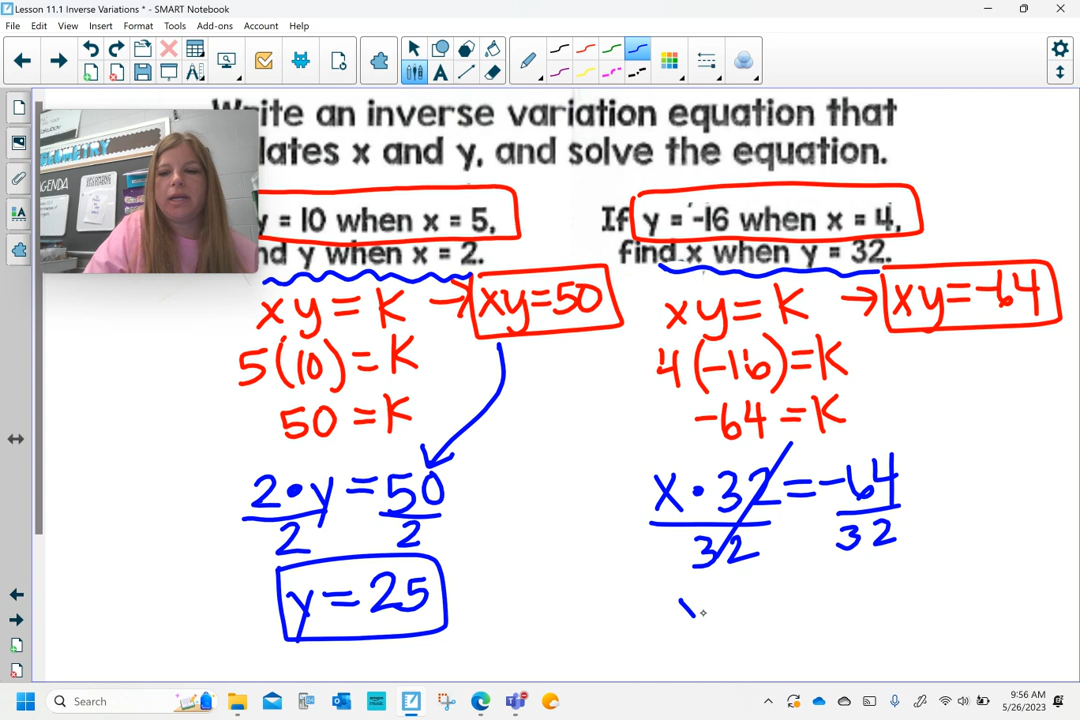 Lesson 11.1 Inverse Variations * - SMART Notebook
File Edit View Insert Format Tools Add-ons Account Help
Write an inverse variation equation that
lates x and y, and solve the equation.
y = 10 when x = 5,
nd y when x = 2.
xy = K → xy=50
5(10) = K
50 = K
2•y = 50
2 2
y = 25
If y = -16 when x = 4,
find x when y = 32.
xy = K → xy=-64
4(-16)=K
-64 = K
x • 32 = -64
32 32
GEOMETRY
AGENDA
Search
9:56 AM
5/26/2023